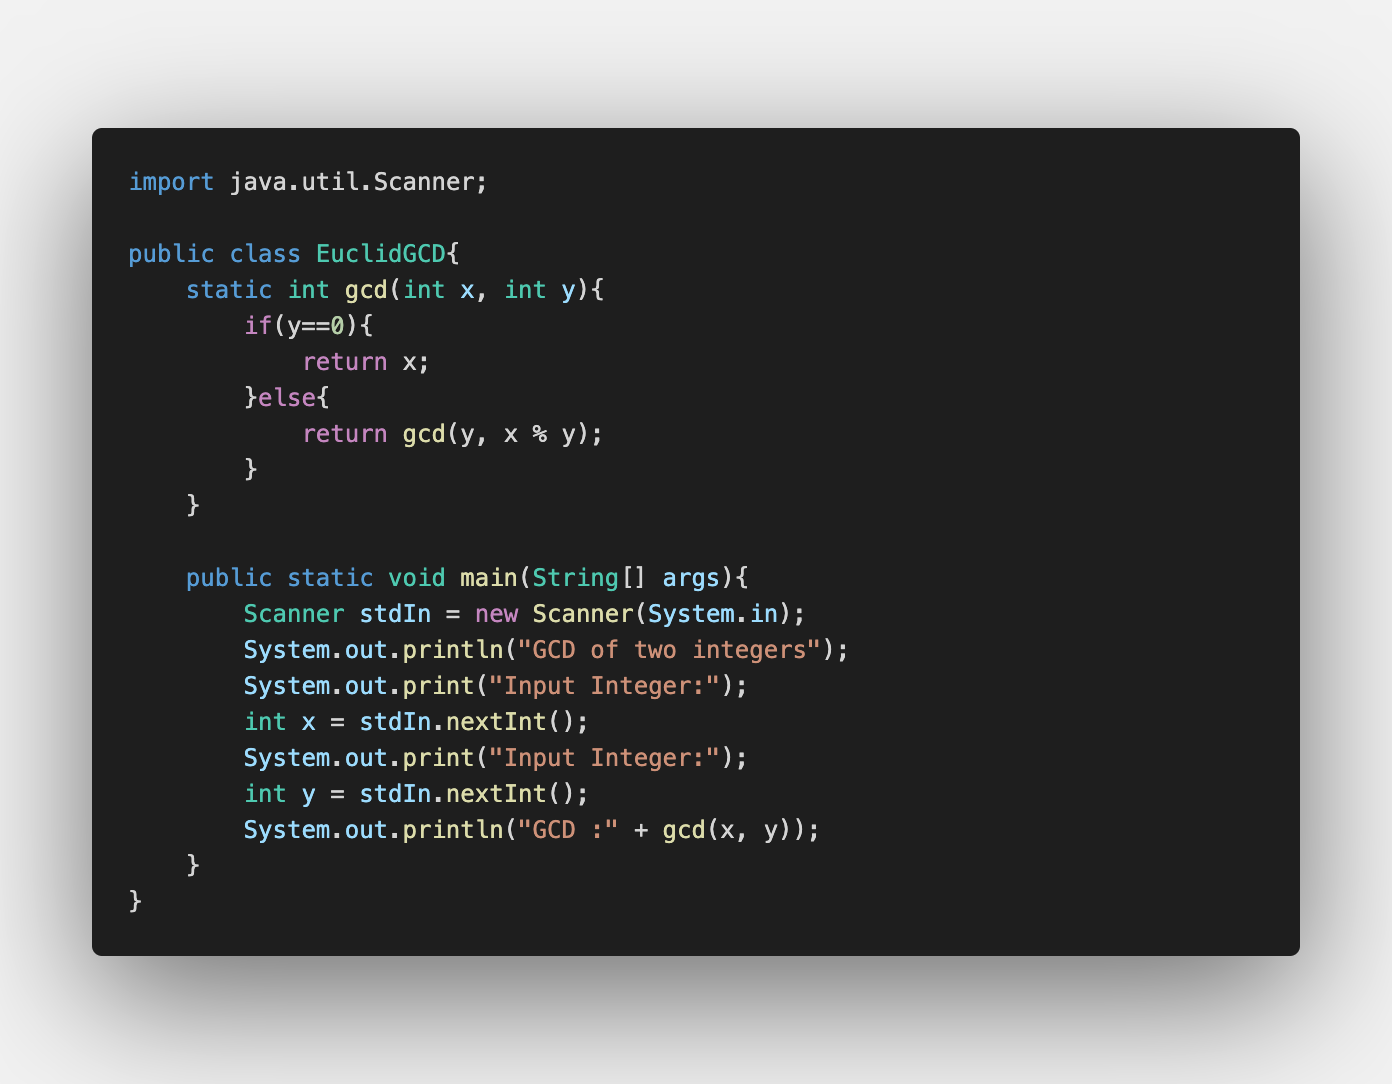 import java.util.Scanner;

public class EuclidGCD{
    static int gcd(int x, int y){
        if(y==0){
            return x;
        }else{
            return gcd(y, x % y);
        }
    }

    public static void main(String[] args){
        Scanner stdIn = new Scanner(System.in);
        System.out.println("GCD of two integers");
        System.out.print("Input Integer:");
        int x = stdIn.nextInt();
        System.out.print("Input Integer:");
        int y = stdIn.nextInt();
        System.out.println("GCD :" + gcd(x, y));
    }
}